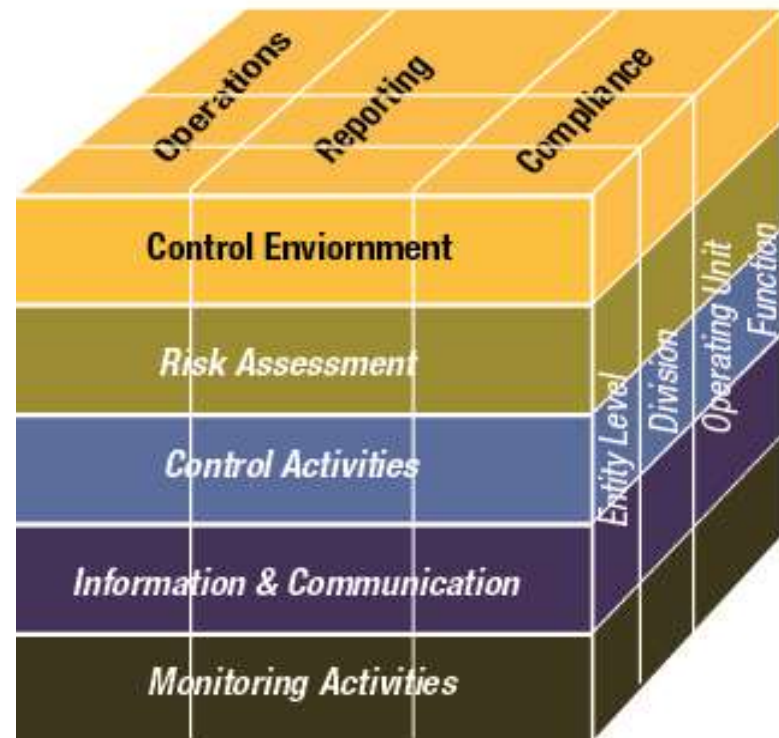 Operations
Reporting
Compliance
Control Enviornment
Risk Assessment
Control Activities
Information & Communication
Monitoring Activities
Entity Level
Division
Operating Unit
Function